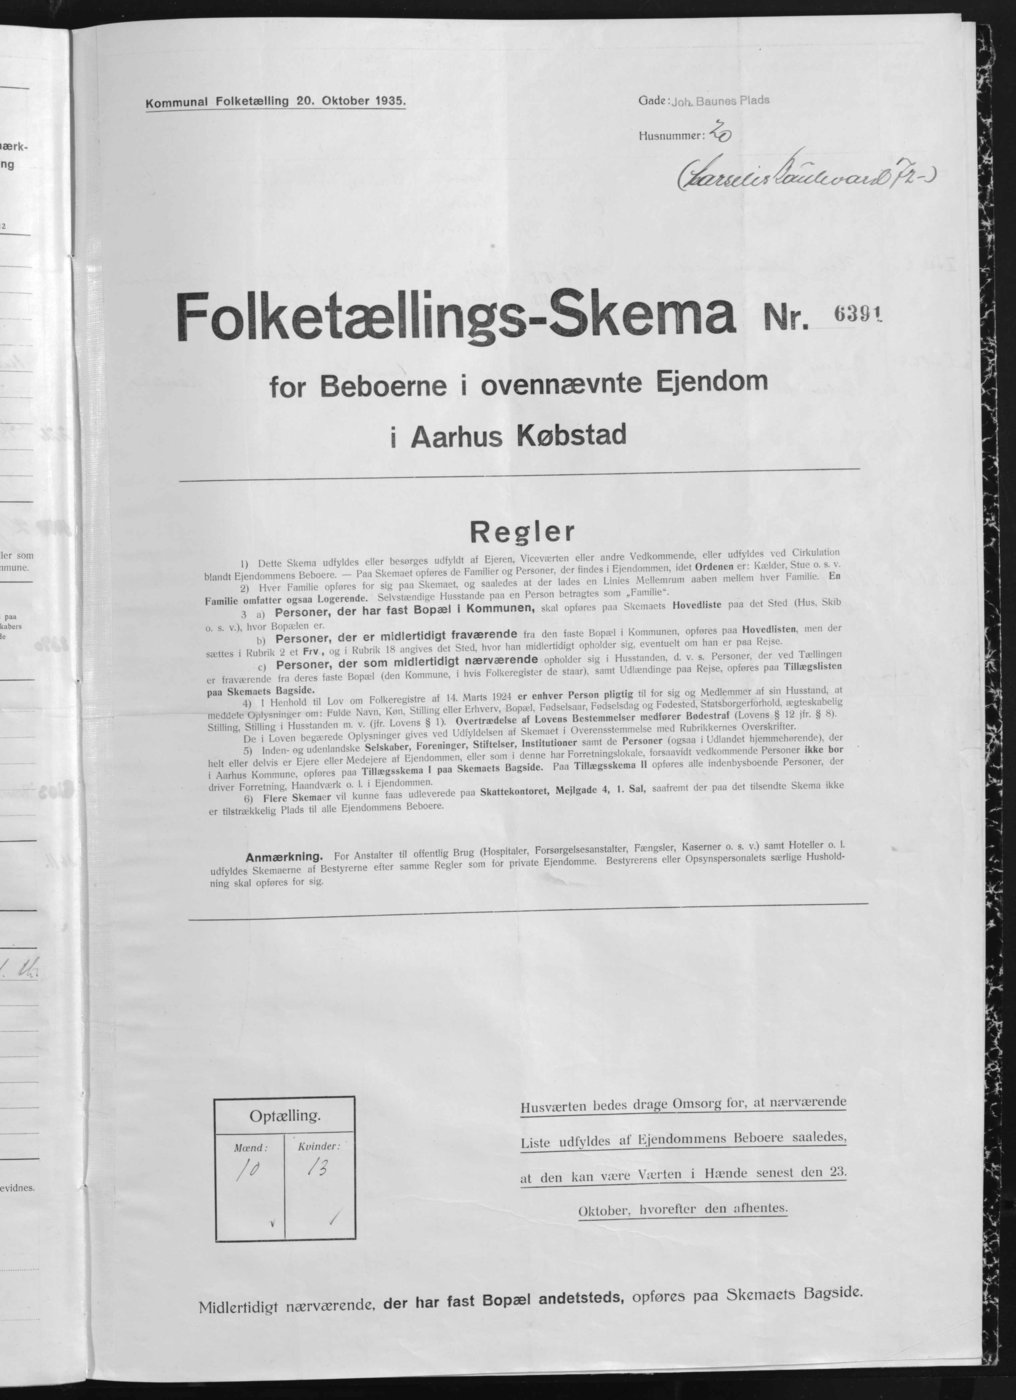 Kommunal Folketælling 20. Oktober 1935.
Gade: Joh. Baunes Plads
Husnummer: 20
(Marselis Boulevard 72-)
Folketællings-Skema Nr. 6391
for Beboerne i ovennævnte Ejendom
i Aarhus Købstad
Regler
1) Dette Skema udfyldes eller besørges udfyldt af Ejeren, Viceværten eller andre Vedkommende, eller udfyldes ved Cirkulation
blandt Ejendommens Beboere. — Paa Skemaet opføres de Familier og Personer, der findes i Ejendommen, idet Ordenen er: Kælder, Stue o. s. v.
2) Hver Familie opføres for sig paa Skemaet, og saaledes at der lades en Linies Mellemrum aaben mellem hver Familie. En
Familie omfatter ogsaa Logerende. Selvstændige Husstande paa en Person betragtes som „Familie“.
3 a) Personer, der har fast Bopæl i Kommunen, skal opføres paa Skemaets Hovedliste paa det Sted (Hus, Skib
o. s. v.), hvor Bopælen er.
b) Personer, der er midlertidigt fraværende fra den faste Bopæl i Kommunen, opføres paa Hovedlisten, men der
sættes i Rubrik 2 et Frv., og i Rubrik 18 angives det Sted, hvor han midlertidigt opholder sig, eventuelt om han er paa Rejse.
c) Personer, der som midlertidigt nærværende opholder sig i Husstanden, d. v. s. Personer, der ved Tællingen
er fraværende fra deres faste Bopæl (den Kommune, i hvis Folkeregister de staar), samt Udlændinge paa Rejse, opføres paa Tillægslisten
paa Skemaets Bagside.
4) I Henhold til Lov om Folkeregistre af 14. Marts 1924 er enhver Person pligtig til for sig og Medlemmer af sin Husstand, at
meddele Oplysninger om: Fulde Navn, Køn, Stilling eller Erhverv, Bopæl, Fødselsaar, Fødselsdag og Fødested, Statsborgerforhold, ægteskabelig
Stilling, Stilling i Husstanden m. v. (jfr. Lovens § 1). Overtrædelse af Lovens Bestemmelser medfører Bødestraf (Lovens § 12 jfr. § 8).
De i Loven begærede Oplysninger gives ved Udfyldelsen af Skemaet i Overensstemmelse med Rubrikkernes Overskrifter.
5) Inden- og udenlandske Selskaber, Foreninger, Stiftelser, Institutioner samt de Personer (ogsaa i Udlandet hjemmehørende), der
helt eller delvis er Ejere eller Medejere af Ejendommen, eller som i denne har Forretningslokale, forsaavidt vedkommende Personer ikke bor
i Aarhus Kommune, opføres paa Tillægsskema I paa Skemaets Bagside. Paa Tillægsskema II opføres alle indenbysboende Personer, der
driver Forretning, Haandværk o. l. i Ejendommen.
6) Flere Skemaer vil kunne faas udleverede paa Skattekontoret, Mejlgade 4, 1. Sal, saafremt der paa det tilsendte Skema ikke
er tilstrækkelig Plads til alle Ejendommens Beboere.
Anmærkning. For Anstalter til offentlig Brug (Hospitaler, Forsørgelsesanstalter, Fængsler, Kaserner o. s. v.) samt Hoteller o. l.
udfyldes Skemaerne af Bestyrerne efter samme Regler som for private Ejendomme. Bestyrerens eller Opsynspersonalets særlige Hushold-
ning skal opføres for sig.
Optælling.
Mænd: Kvinder:
10 13
Husværten bedes drage Omsorg for, at nærværende
Liste udfyldes af Ejendommens Beboere saaledes,
at den kan være Værten i Hænde senest den 23.
Oktober, hvorefter den afhentes.
Midlertidigt nærværende, der har fast Bopæl andetsteds, opføres paa Skemaets Bagside.